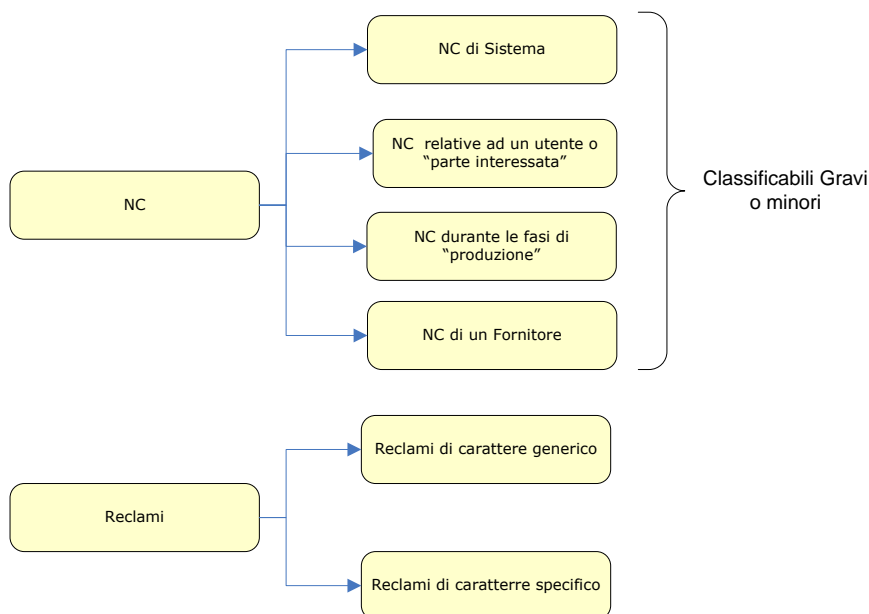 NC di Sistema
NC relative ad un utente o
“parte interessata”
NC
Classificabili Gravi
o minori
NC durante le fasi di
“produzione”
NC di un Fornitore
Reclami di carattere generico
Reclami
Reclami di caratterre specifico